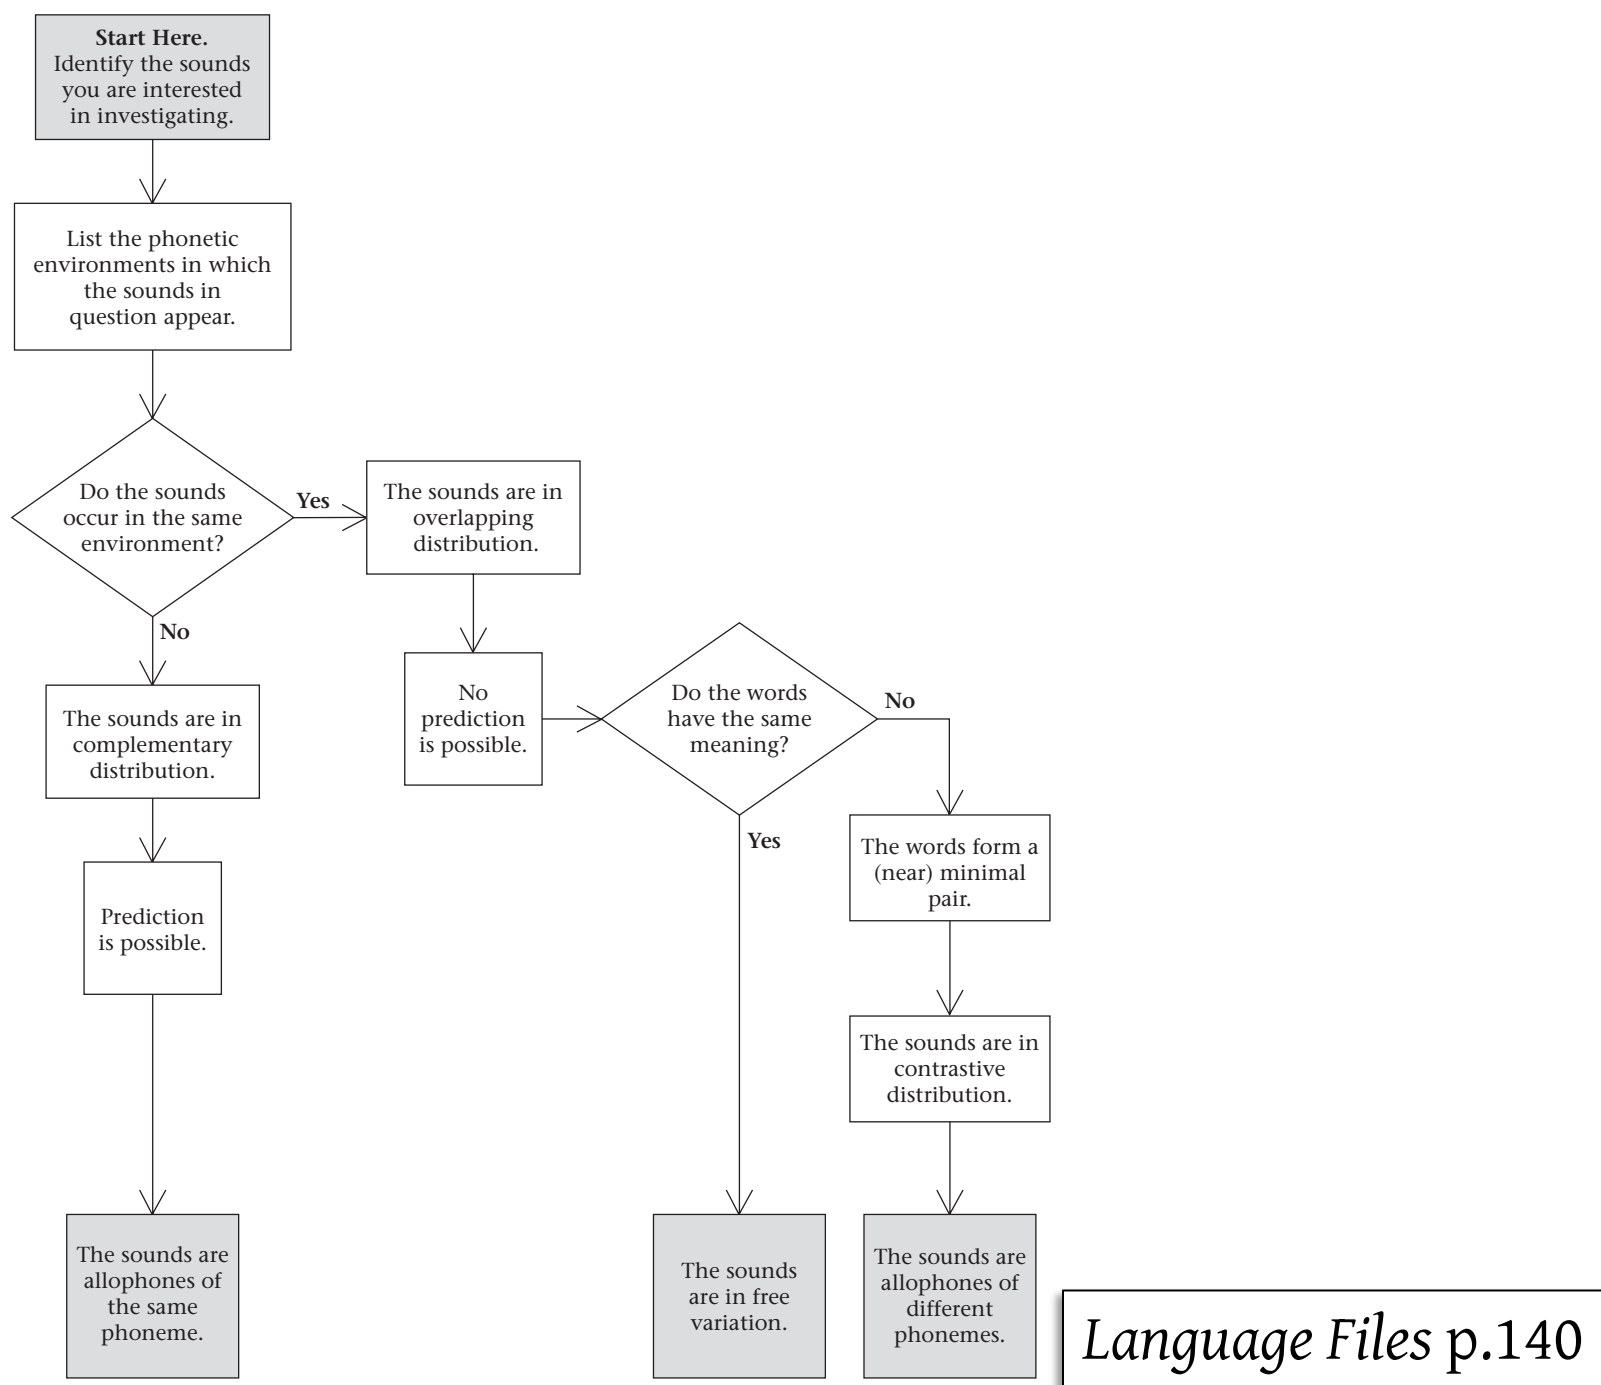 Start Here.
Identify the sounds
you are interested
in investigating.
List the phonetic
environments in which
the sounds in
question appear.
Do the sounds
occur in the same
environment?
Yes
The sounds are in
overlapping
distribution.
No
The sounds are in
complementary
distribution.
No
prediction
is possible.
Do the words
have the same
meaning?
No
Yes
The words form a
(near) minimal
pair.
Prediction
is possible.
The sounds are in
contrastive
distribution.
The sounds are
allophones of
the same
phoneme.
The sounds
are in free
variation.
The sounds are
allophones of
different
phonemes.
Language Files p.140